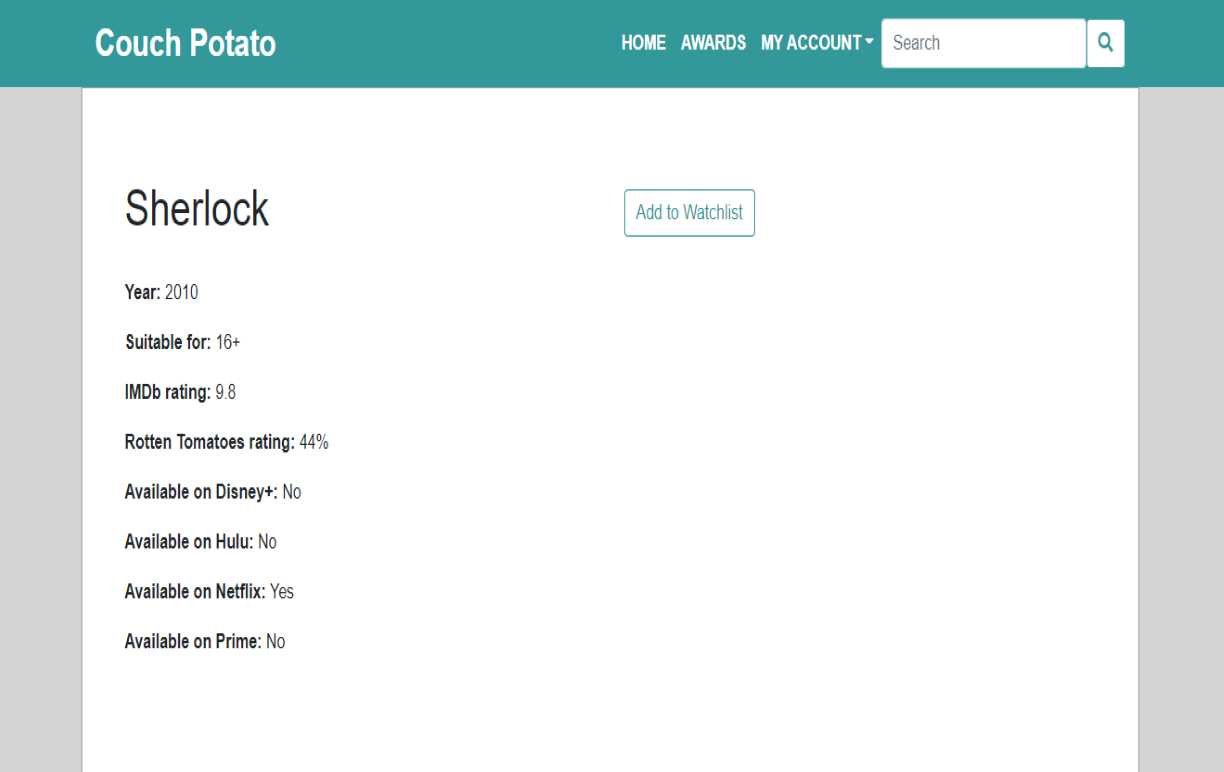 Couch Potato
HOME AWARDS MY ACCOUNT Search
Sherlock
Add to Watchlist
Year: 2010
Suitable for: 16+
IMDb rating: 9.8
Rotten Tomatoes rating: 44%
Available on Disney+: No
Available on Hulu: No
Available on Netflix: Yes
Available on Prime: No